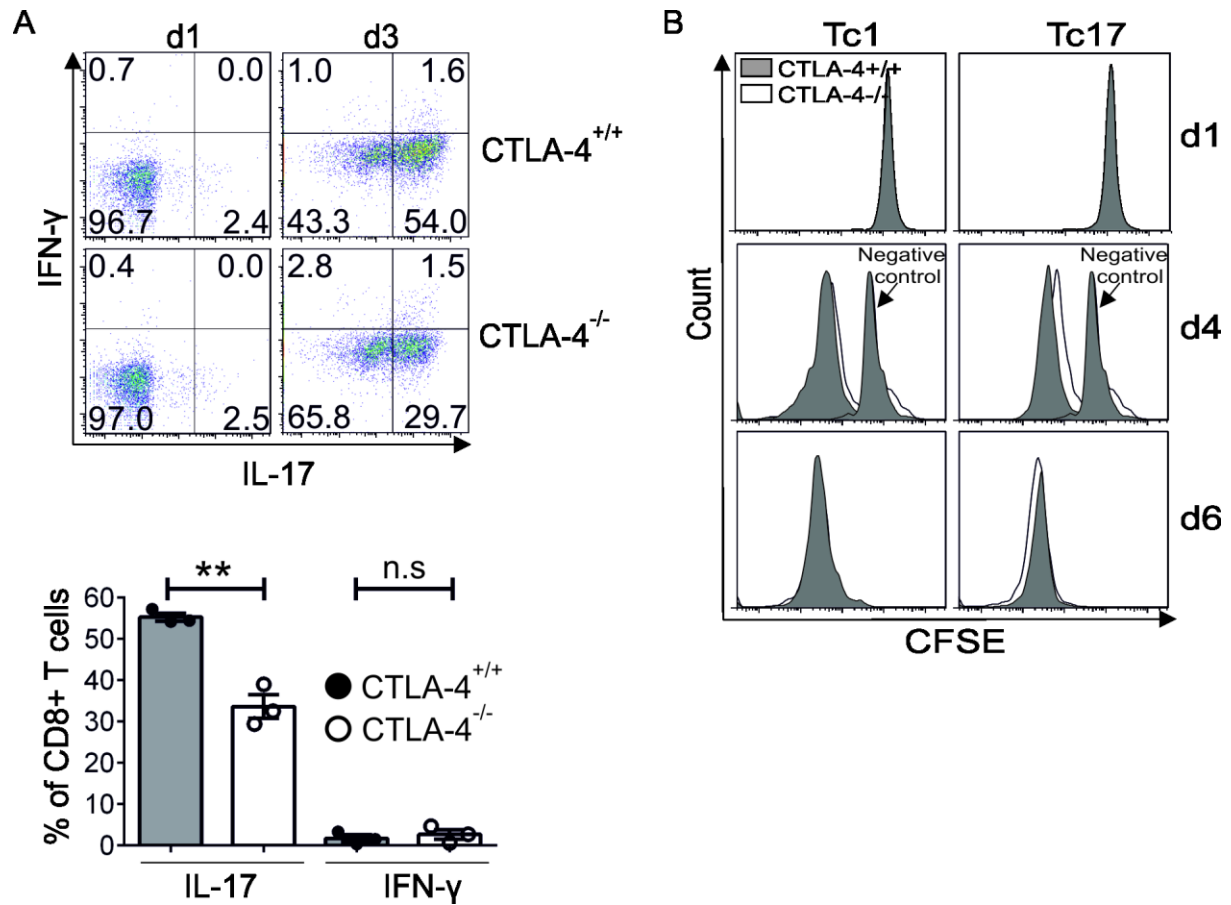 A
d1
d3
0.7
0.0
1.0
1.6
96.7
2.4
43.3
54.0
CTLA-4+/+
0.4
0.0
2.8
1.5
97.0
2.5
65.8
29.7
CTLA-4-/-
IFN-γ
IL-17
**
n.s
60
50
40
30
20
10
0
% of CD8+ T cells
CTLA-4+/+
CTLA-4-/-
IL-17
IFN-γ
B
Tc1
Tc17
CTLA-4+/+
CTLA-4-/-
d1
Negative
control
Negative
control
d4
d6
Count
CFSE